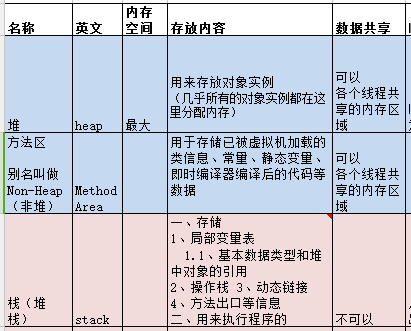 名称 英文 内存空间 存放内容 数据共享
堆 heap 最大 用来存放对象实例
（几乎所有的对象实例都在这
里分配内存） 可以
各个线程共
享的内存区
域
方法区
别名叫做
Non-Heap
（非堆） Method
Area 用于存储已被虚拟机加载的
类信息、常量、静态变量、
即时编译器编译后的代码等
数据 可以
各个线程共
享的内存区
域
栈（堆
栈） stack 一、存储
1、局部变量表
1.1、基本数据类型和堆
中对象的引用
2、操作栈 3、动态链接
4、方法出口等信息
二、用来执行程序的 不可以